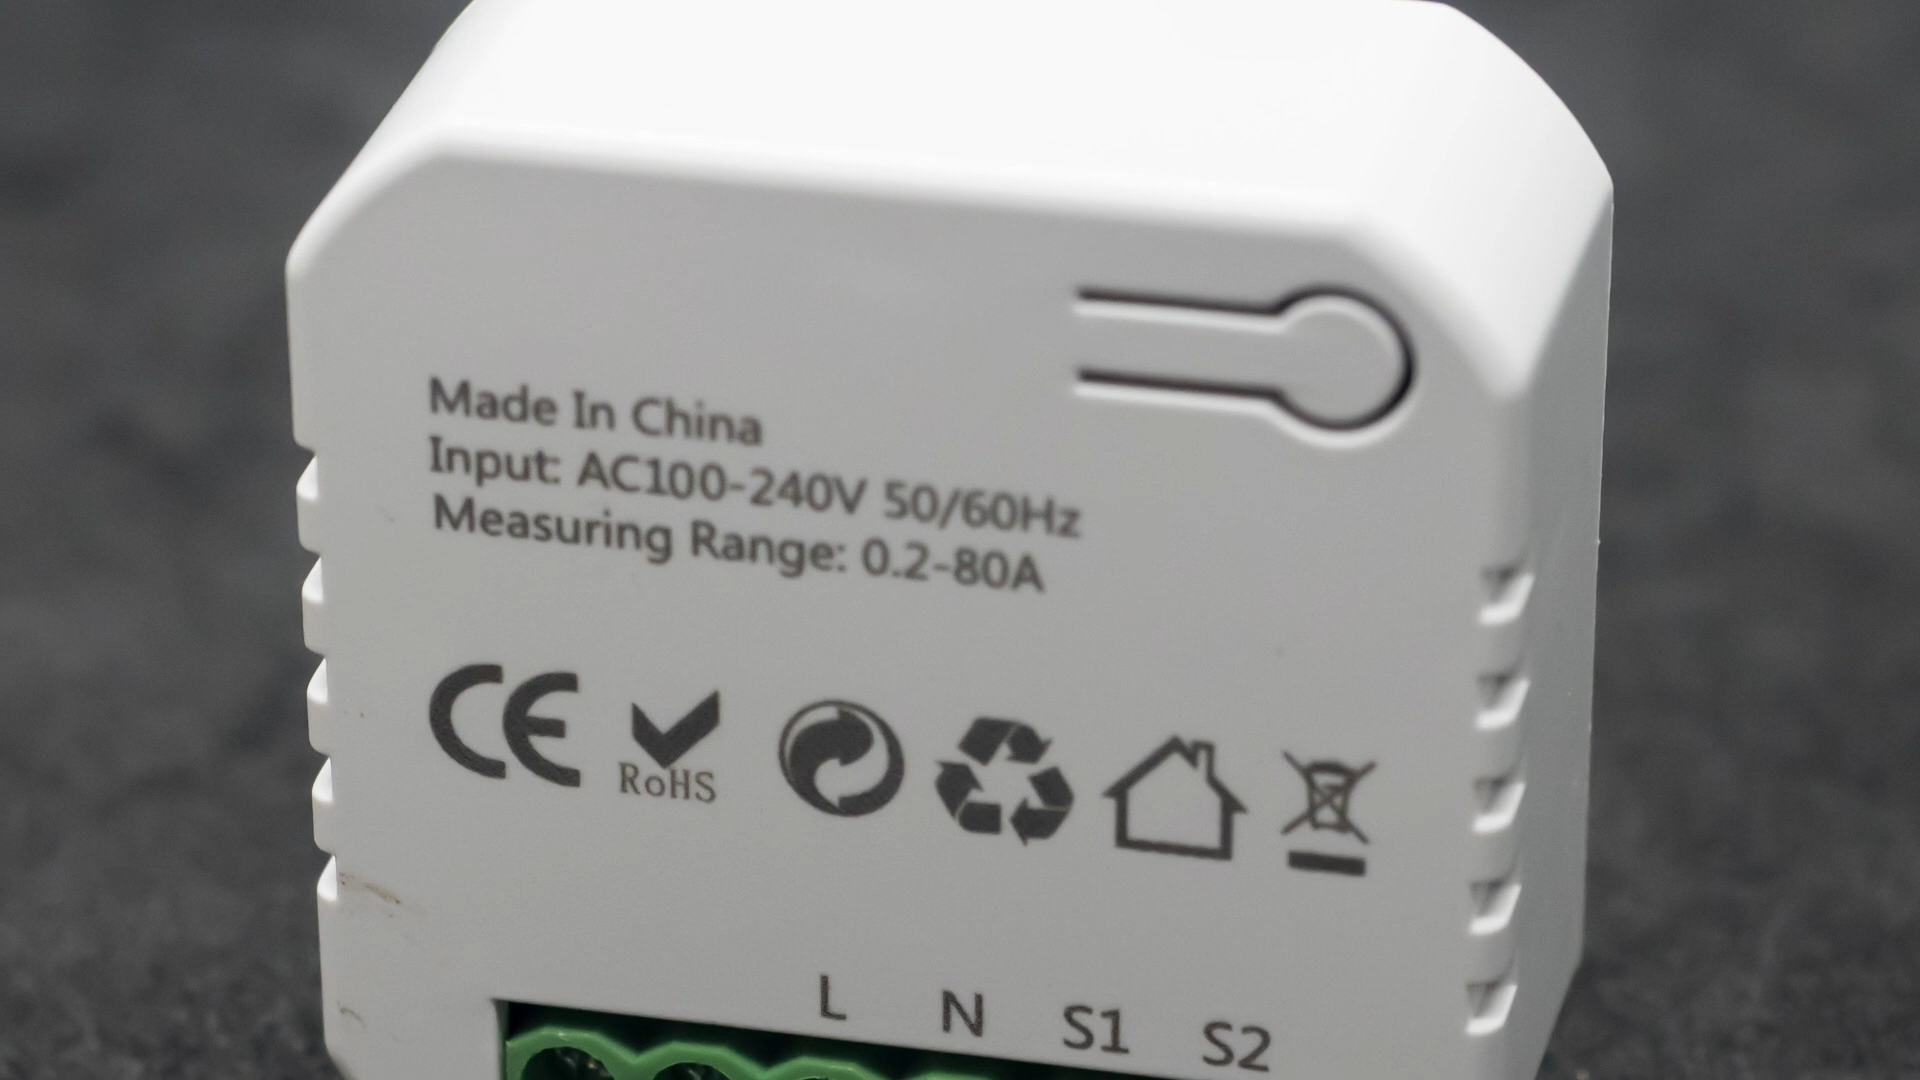 Made In China
Input: AC100-240V 50/60Hz
Measuring Range: 0.2-80A
CE
RoHS
L N S1 S2